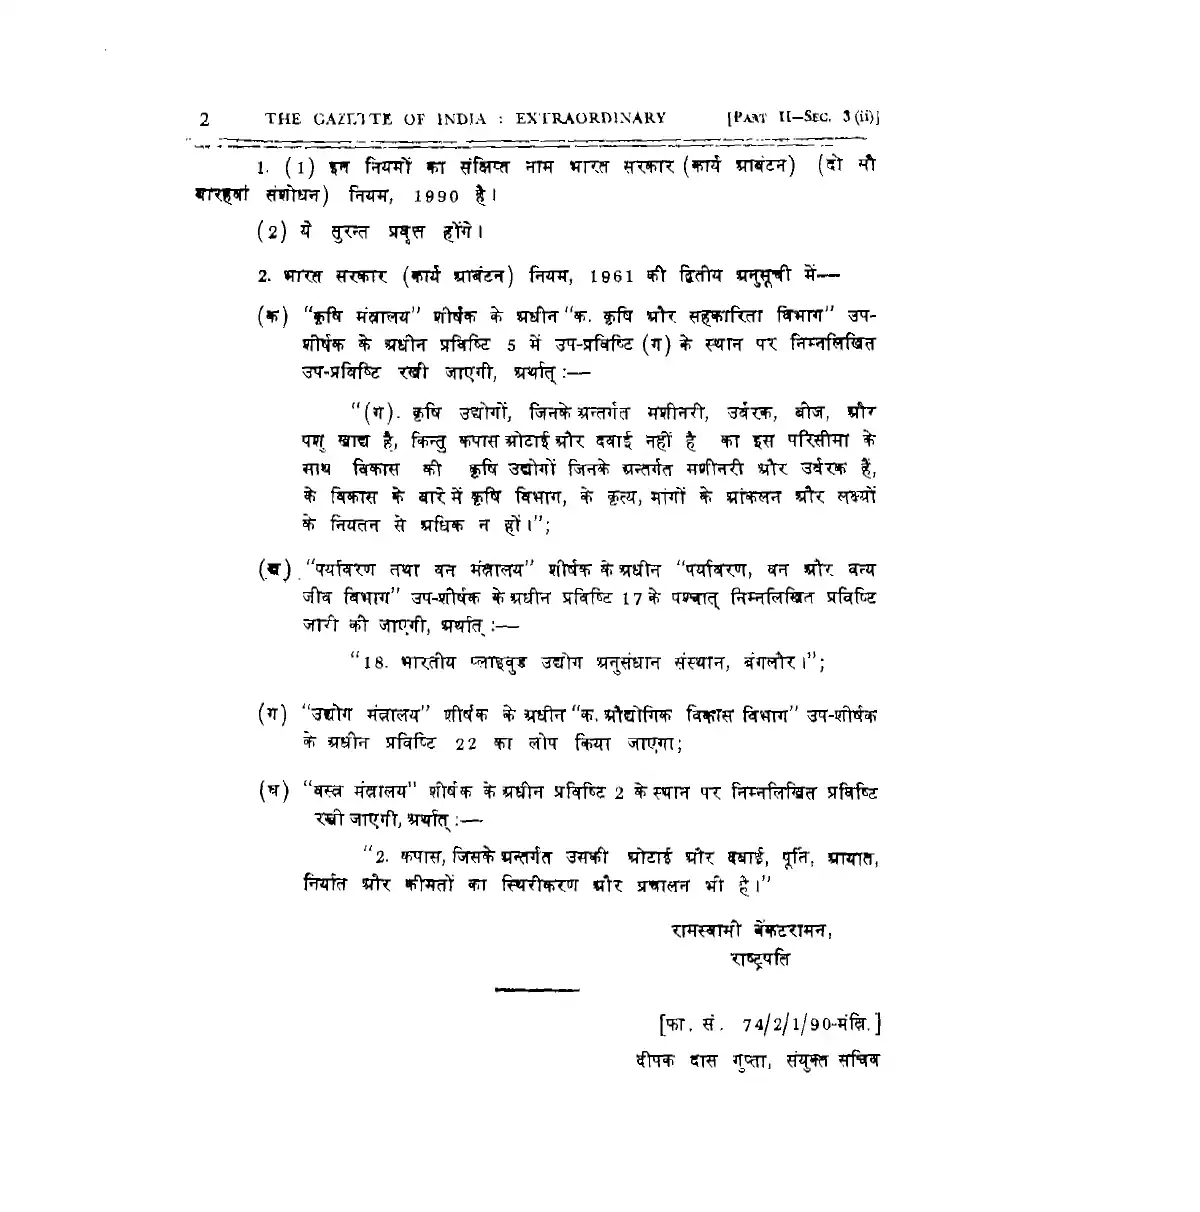 2 THE GAZETTE OF INDIA : EXTRAORDINARY [PART II—SEC. 3 (ii)]
1. (1) इन नियमों का संक्षिप्त नाम भारत सरकार (कार्य आबंटन) (दो सौ
बारहवां संशोधन) नियम, 1990 है।
(2) ये तुरन्त प्रवृत्त होंगे।
2. भारत सरकार (कार्य आबंटन) नियम, 1961 की द्वितीय अनुसूची में—
(क) "कृषि मंत्रालय" शीर्षक के अधीन "क. कृषि और सहकारिता विभाग" उप-
शीर्षक के अधीन प्रविष्टि 5 में उप-प्रविष्टि (ग) के स्थान पर निम्नलिखित
उप-प्रविष्टि रखी जाएगी, अर्थात् :—
"(ग). कृषि उद्योगों, जिनके अन्तर्गत मशीनरी, उर्वरक, बीज, और
पशु खाद्य है, किन्तु कपास ओटाई और दबाई नहीं है का इस परिसीमा के
साथ विकास की कृषि उद्योगों जिनके अन्तर्गत मशीनरी और उर्वरक हैं,
के विकास के बारे में कृषि विभाग, के कृत्य, मांगों के आंकलन और लक्ष्यों
के नियतन से अधिक न हों।";
(ख) "पर्यावरण तथा वन मंत्रालय" शीर्षक के अधीन "पर्यावरण, वन और वन्य
जीव विभाग" उप-शीर्षक के अधीन प्रविष्टि 17 के पश्चात् निम्नलिखित प्रविष्टि
जारी की जाएगी, अर्थात् :—
"18. भारतीय प्लाइवुड उद्योग अनुसंधान संस्थान, बंगलौर।";
(ग) "उद्योग मंत्रालय" शीर्षक के अधीन "क. औद्योगिक विकास विभाग" उप-शीर्षक
के अधीन प्रविष्टि 22 का लोप किया जाएगा;
(घ) "वस्त्र मंत्रालय" शीर्षक के अधीन प्रविष्टि 2 के स्थान पर निम्नलिखित प्रविष्टि
रखी जाएगी, अर्थात् :—
"2. कपास, जिसके अन्तर्गत उसकी ओटाई और दबाई, पूर्ति, आयात,
निर्यात और कीमतों का स्थिरीकरण और प्रचालन भी है।"
रामस्वामी वेंकटरामन,
राष्ट्रपति
[फा. सं. 74/2/1/90-मंत्रि.]
दीपक दास गुप्ता, संयुक्त सचिव